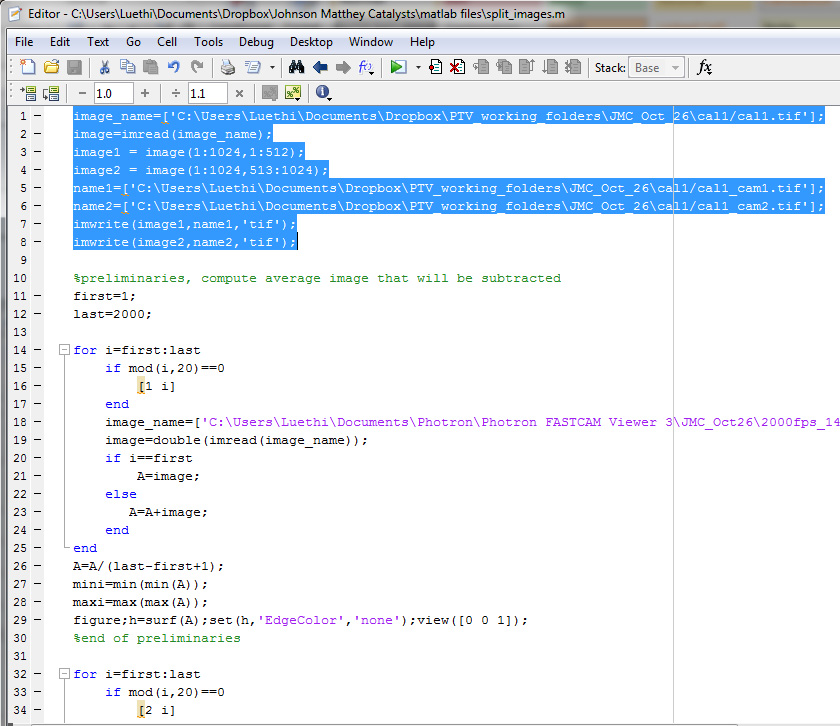 Editor - C:\Users\Luethi\Documents\Dropbox\Johnson Matthey Catalysts\matlab files\split_images.m
File Edit Text Go Cell Tools Debug Desktop Window Help
Stack: Base fx
− 1.0 + ÷ 1.1 ×
1 − image_name=['C:\Users\Luethi\Documents\Dropbox\PTV_working_folders\JMC_Oct_26\cal1/cal1.tif'];
2 − image=imread(image_name);
3 − image1 = image(1:1024,1:512);
4 − image2 = image(1:1024,513:1024);
5 − name1=['C:\Users\Luethi\Documents\Dropbox\PTV_working_folders\JMC_Oct_26\cal1/cal1_cam1.tif'];
6 − name2=['C:\Users\Luethi\Documents\Dropbox\PTV_working_folders\JMC_Oct_26\cal1/cal1_cam2.tif'];
7 − imwrite(image1,name1,'tif');
8 − imwrite(image2,name2,'tif');
9
10 %preliminaries, compute average image that will be subtracted
11 − first=1;
12 − last=2000;
13
14 − for i=first:last
15 − if mod(i,20)==0
16 − [1 i]
17 − end
18 − image_name=['C:\Users\Luethi\Documents\Photron\Photron FASTCAM Viewer 3\JMC_Oct26\2000fps_14
19 − image=double(imread(image_name));
20 − if i==first
21 − A=image;
22 − else
23 − A=A+image;
24 − end
25 − end
26 − A=A/(last-first+1);
27 − mini=min(min(A));
28 − maxi=max(max(A));
29 − figure;h=surf(A);set(h,'EdgeColor','none');view([0 0 1]);
30 %end of preliminaries
31
32 − for i=first:last
33 − if mod(i,20)==0
34 − [2 i]